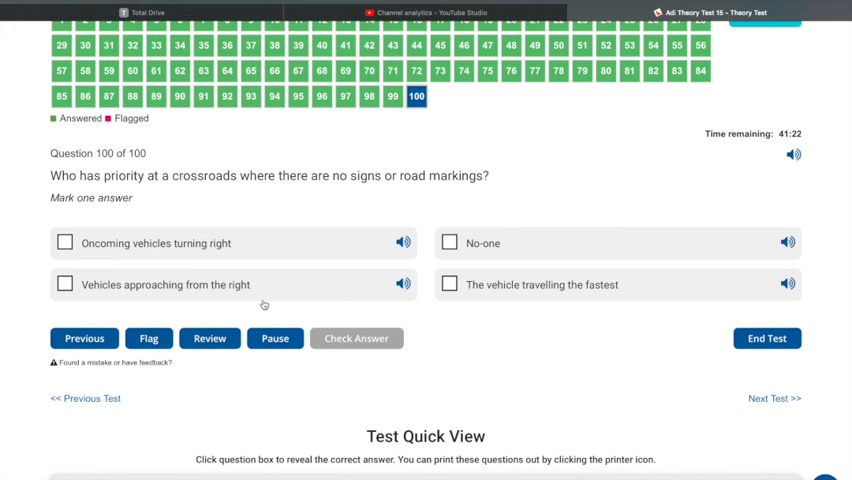 Total Drive
Channel analytics - YouTube Studio
Adi Theory Test 15 - Theory Test
29 30 31 32 33 34 35 36 37 38 39 40 41 42 43 44 45 46 47 48 49 50 51 52 53 54 55 56
57 58 59 60 61 62 63 64 65 66 67 68 69 70 71 72 73 74 75 76 77 78 79 80 81 82 83 84
85 86 87 88 89 90 91 92 93 94 95 96 97 98 99 100
Answered Flagged
Time remaining: 41:22
Question 100 of 100
Who has priority at a crossroads where there are no signs or road markings?
Mark one answer
Oncoming vehicles turning right
No-one
Vehicles approaching from the right
The vehicle travelling the fastest
Previous
Flag
Review
Pause
Check Answer
End Test
Found a mistake or have feedback?
<< Previous Test
Next Test >>
Test Quick View
Click question box to reveal the correct answer. You can print these questions out by clicking the printer icon.